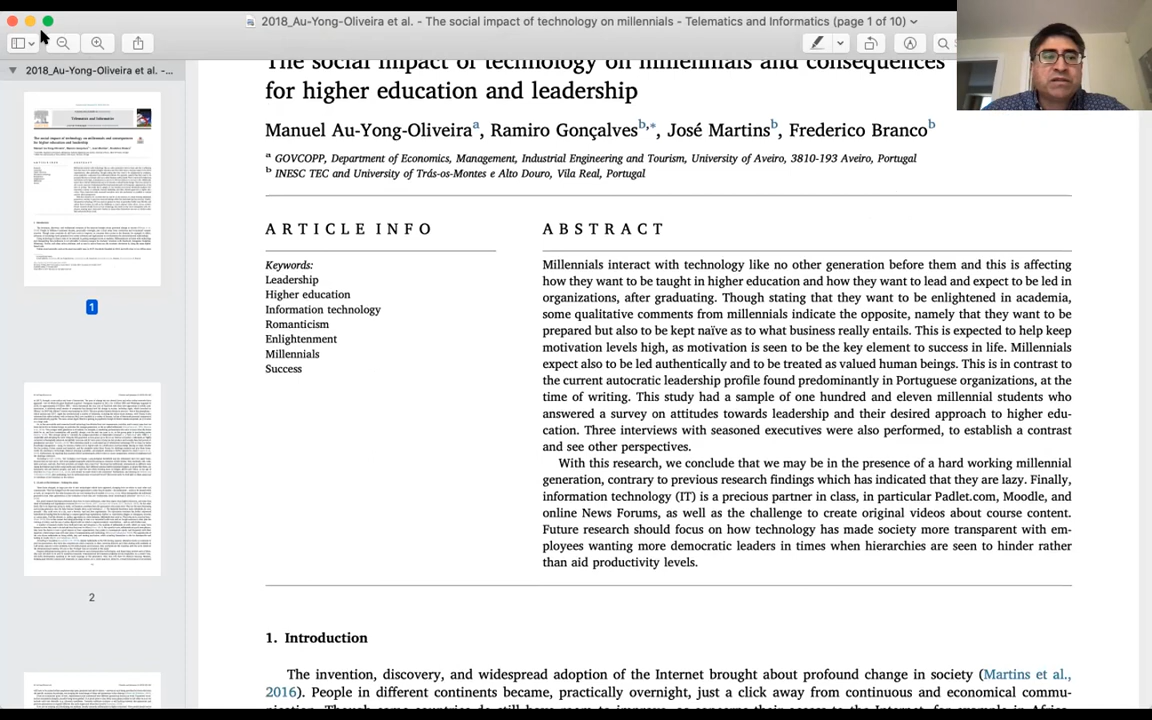 2018_Au-Yong-Oliveira et al. - The social impact of technology on millennials - Telematics and Informatics (page 1 of 10)
2018_Au-Yong-Oliveira et al. -...
1
2
The social impact of technology on millennials and consequences
for higher education and leadership
Manuel Au-Yong-Oliveiraᵃ, Ramiro Gonçalvesᵇ,*, José Martinsᵇ, Frederico Brancoᵇ
ᵃ GOVCOPP, Department of Economics, Management, Industrial Engineering and Tourism, University of Aveiro, 3810-193 Aveiro, Portugal
ᵇ INESC TEC and University of Trás-os-Montes e Alto Douro, Vila Real, Portugal
ARTICLE INFO
Keywords:
Leadership
Higher education
Information technology
Romanticism
Enlightenment
Millennials
Success
ABSTRACT
Millennials interact with technology like no other generation before them and this is affecting
how they want to be taught in higher education and how they want to lead and expect to be led in
organizations, after graduating. Though stating that they want to be enlightened in academia,
some qualitative comments from millennials indicate the opposite, namely that they want to be
prepared but also to be kept naïve as to what business really entails. This is expected to help keep
motivation levels high, as motivation is seen to be the key element to success in life. Millennials
expect also to be led authentically and to be treated as valued human beings. This is in contrast to
the current autocratic leadership profile found predominantly in Portuguese organizations, at the
time of writing. This study had a sample of one hundred and eleven millennial students who
answered a survey on attitudes towards leadership and their desired approach to higher edu-
cation. Three interviews with seasoned executives were also performed, to establish a contrast
and see other perspectives.
With this research, we conclude that we may be in the presence of a hard working millennial
generation, contrary to previous research findings which has indicated that they are lazy. Finally,
information technology (IT) is a precious partner in class, in particular Padlet.com, Moodle, and
the News Forums, as well as the challenge to produce original videos about course content.
Future research should focus on how technology has made society more transparent with em-
ployees wanting more democratic leaders in times when hierarchies are seen to hinder rather
than aid productivity levels.
1. Introduction
The invention, discovery, and widespread adoption of the Internet brought about profound change in society (Martins et al.,
2016). People in different continents became, practically overnight, just a click away from continuous and economical commu-